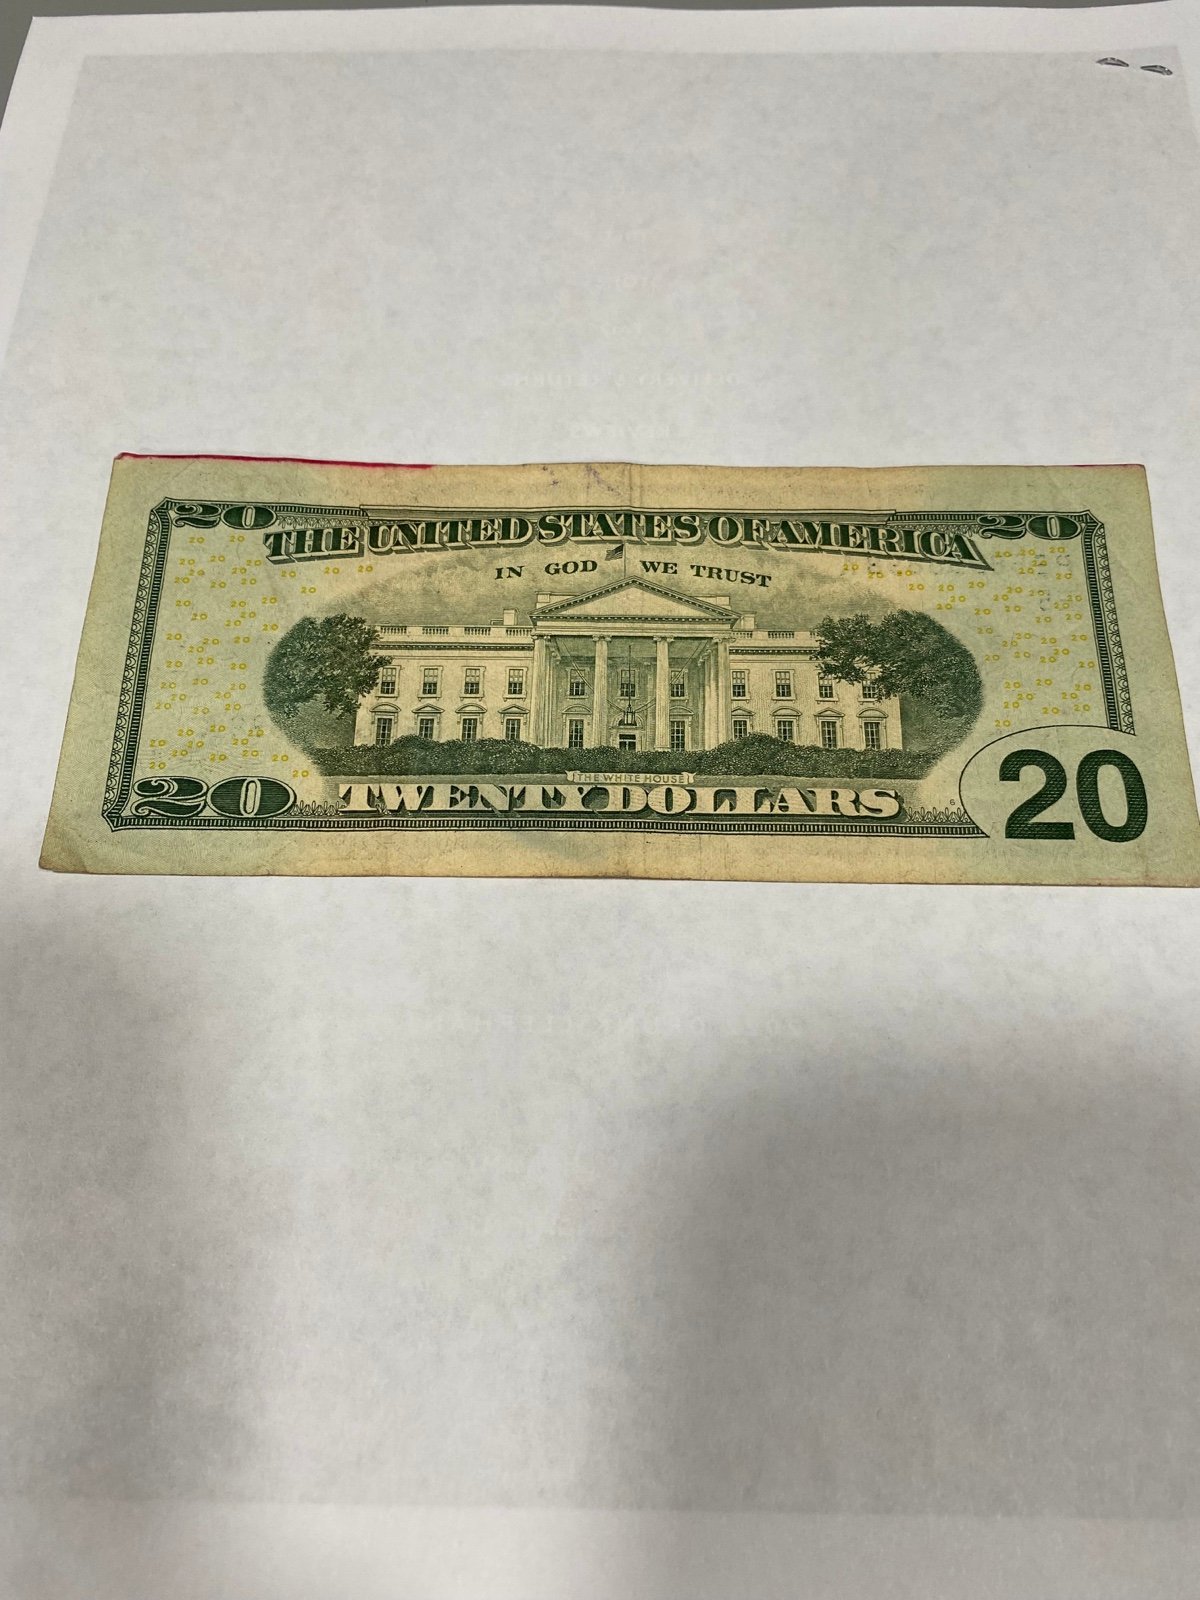 20 20
THE UNITED STATES OF AMERICA
IN GOD WE TRUST
THE WHITE HOUSE
20 TWENTY DOLLARS 20